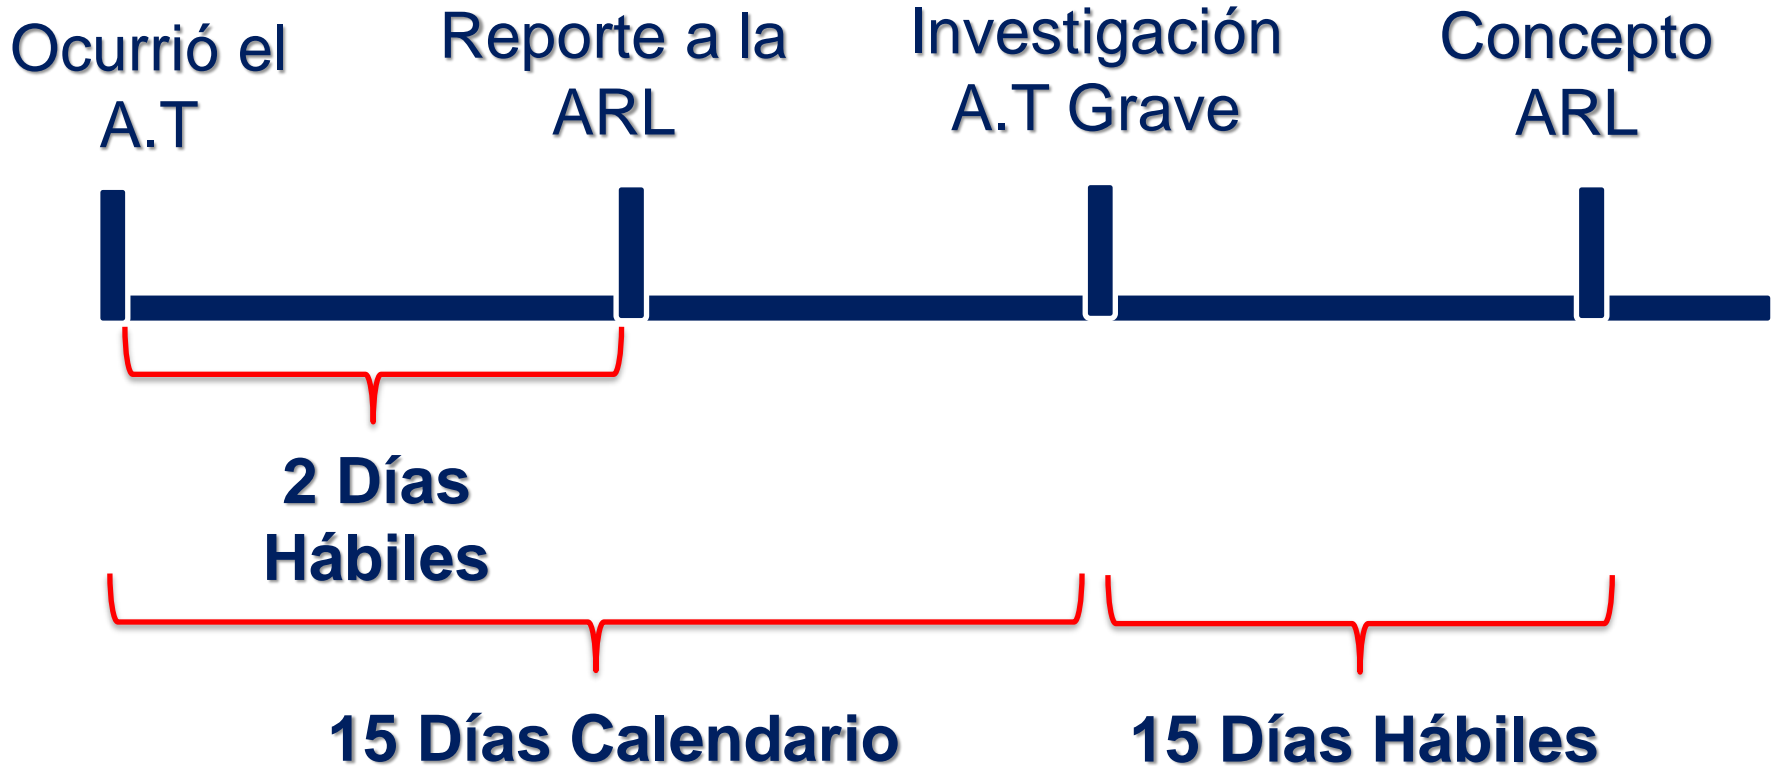 Ocurrió el
A.T
Reporte a la
ARL
Investigación
A.T Grave
Concepto
ARL
2 Días
Hábiles
15 Días Calendario
15 Días Hábiles